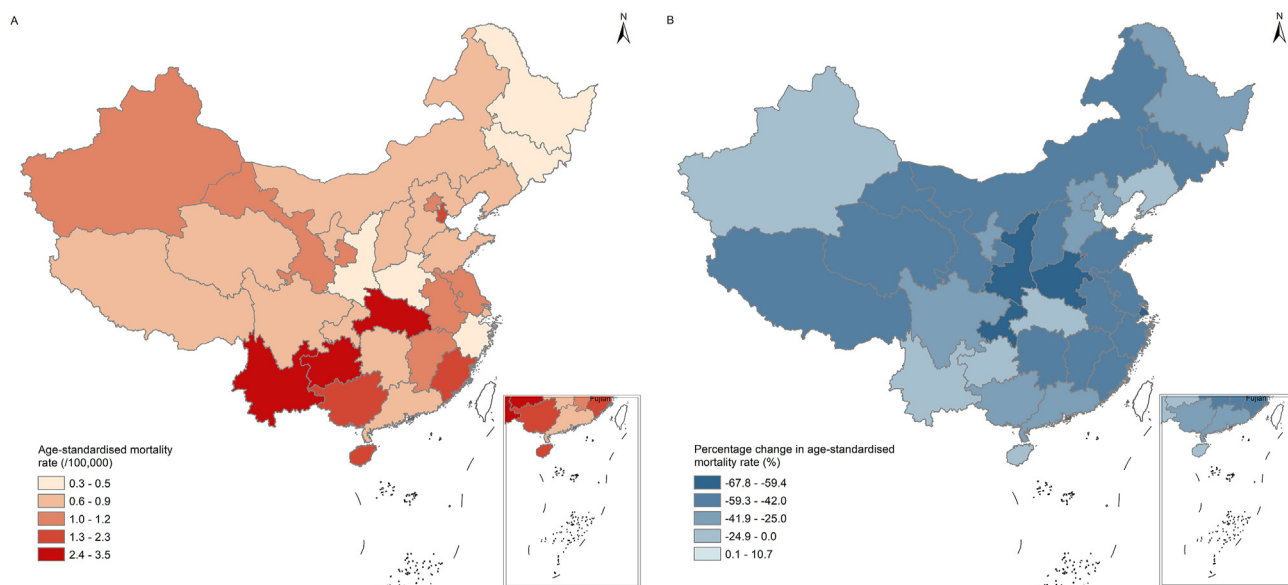 A
N
Age-standardised mortality
rate (/100,000)
0.3 - 0.5
0.6 - 0.9
1.0 - 1.2
1.3 - 2.3
2.4 - 3.5
Fujian
B
N
Percentage change in age-standardised
mortality rate (%)
-67.8 - -59.4
-59.3 - -42.0
-41.9 - -25.0
-24.9 - 0.0
0.1 - 10.7
Fujian